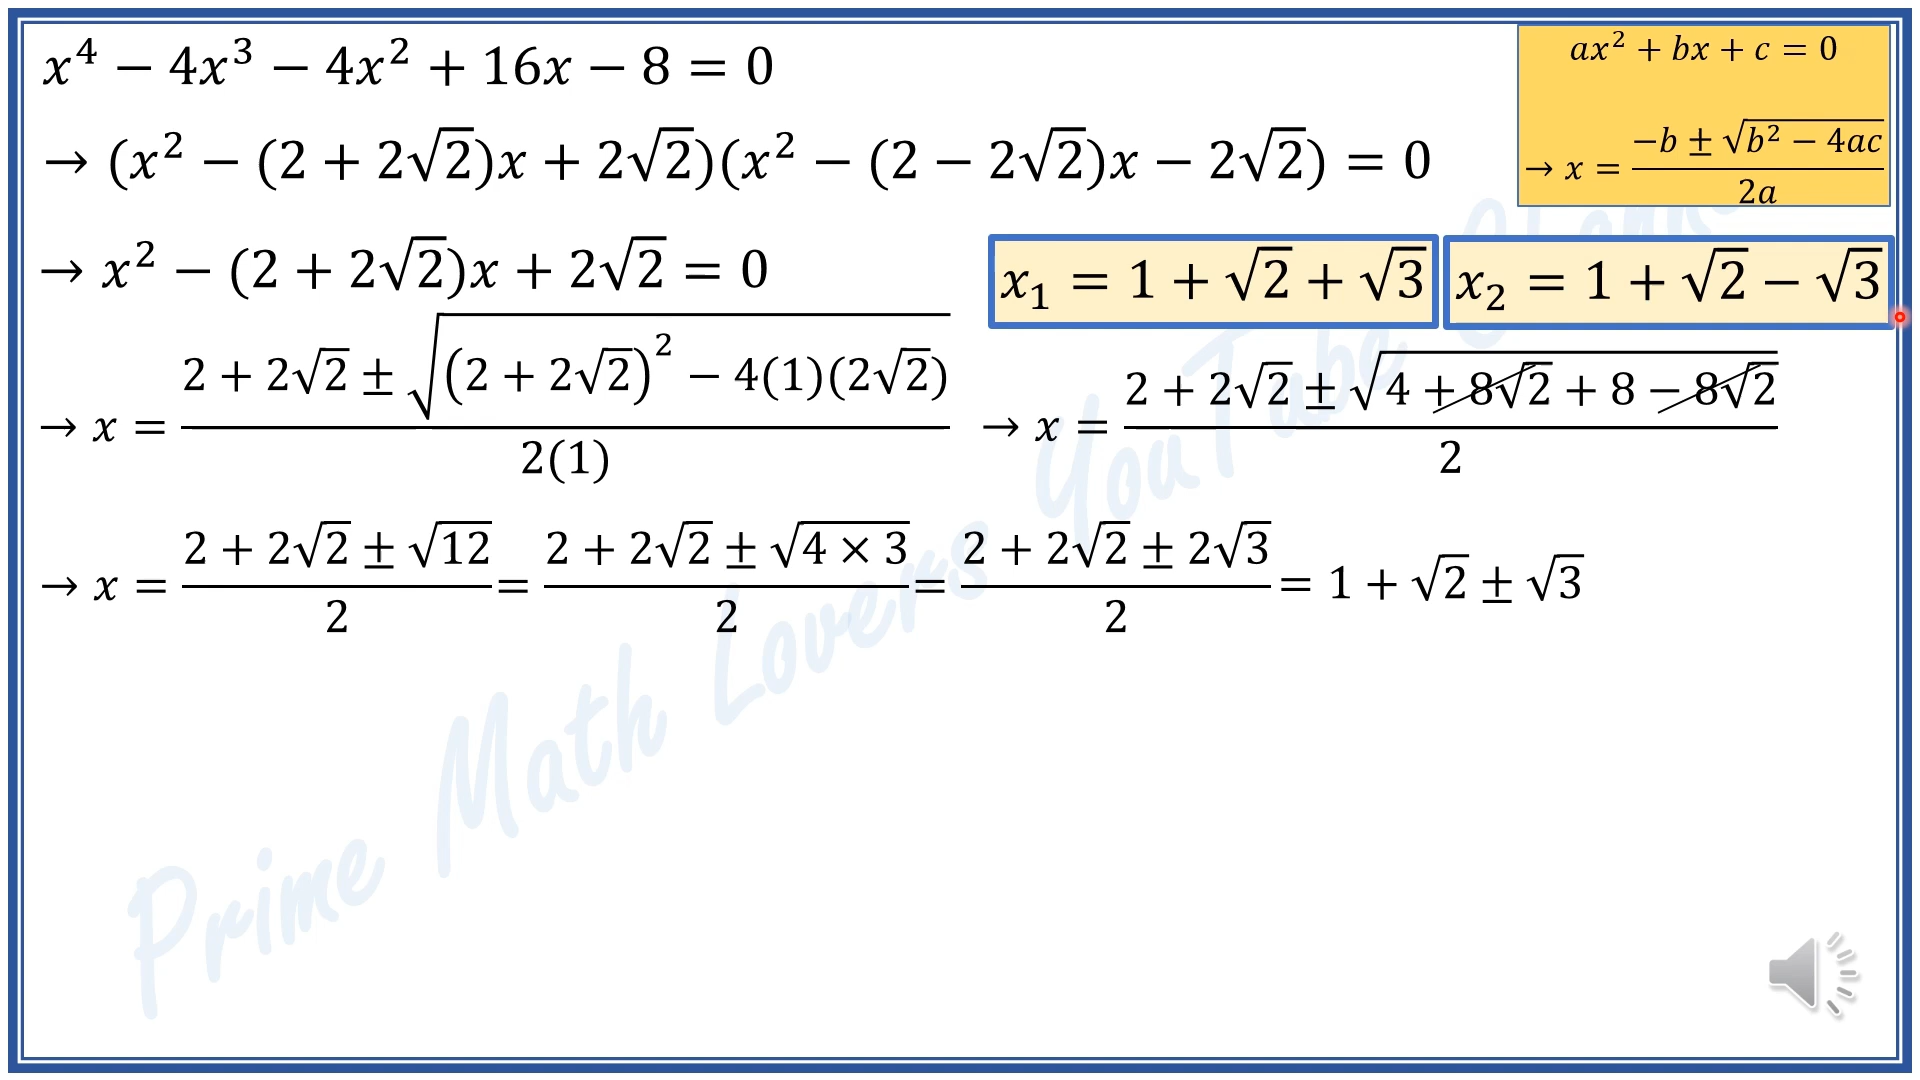 x⁴ − 4x³ − 4x² + 16x − 8 = 0
→ (x² − (2 + 2√2)x + 2√2)(x² − (2 − 2√2)x − 2√2) = 0
ax² + bx + c = 0
→ x = (−b ± √(b² − 4ac))/(2a)
→ x² − (2 + 2√2)x + 2√2 = 0
x₁ = 1 + √2 + √3
x₂ = 1 + √2 − √3
→ x = (2 + 2√2 ± √((2 + 2√2)² − 4(1)(2√2)))/(2(1))
→ x = (2 + 2√2 ± √(4 + 8√2 + 8 − 8√2))/2
→ x = (2 + 2√2 ± √12)/2 = (2 + 2√2 ± √(4 × 3))/2 = (2 + 2√2 ± 2√3)/2 = 1 + √2 ± √3
Prime Math Lovers YouTube